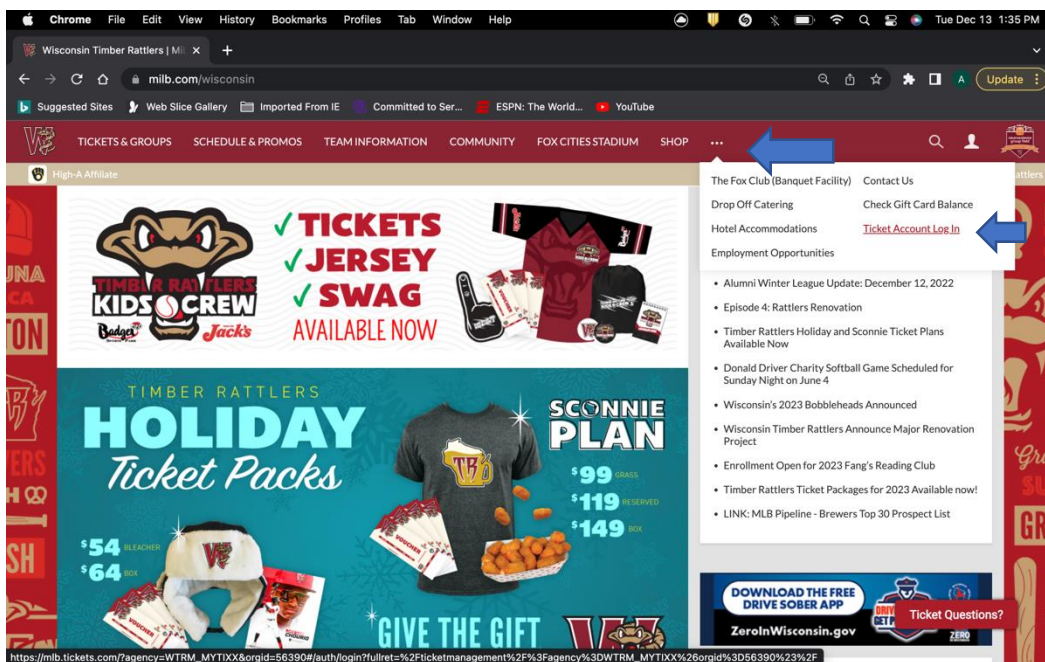 Chrome File Edit View History Bookmarks Profiles Tab Window Help Tue Dec 13 1:35 PM
Wisconsin Timber Rattlers | Mi
milb.com/wisconsin
A Update
Suggested Sites Web Slice Gallery Imported From IE Committed to Ser... ESPN: The World... YouTube
TICKETS & GROUPS SCHEDULE & PROMOS TEAM INFORMATION COMMUNITY FOX CITIES STADIUM SHOP ...
High-A Affiliate
The Fox Club (Banquet Facility) Contact Us
Drop Off Catering Check Gift Card Balance
Hotel Accommodations Ticket Account Log In
Employment Opportunities
TIMBER RATTLERS
KIDS CREW
Badger Jack's
✓ TICKETS
✓ JERSEY
✓ SWAG
AVAILABLE NOW
• Alumni Winter League Update: December 12, 2022
• Episode 4: Rattlers Renovation
• Timber Rattlers Holiday and Sconnie Ticket Plans
Available Now
• Donald Driver Charity Softball Game Scheduled for
Sunday Night on June 4
• Wisconsin's 2023 Bobbleheads Announced
• Wisconsin Timber Rattlers Announce Major Renovation
Project
• Enrollment Open for 2023 Fang's Reading Club
• Timber Rattlers Ticket Packages for 2023 Available now!
• LINK: MLB Pipeline - Brewers Top 30 Prospect List
TIMBER RATTLERS
HOLIDAY
Ticket Packs
$54 BLEACHER
$64 BOX
VOUCHER
TR
SCONNIE
PLAN
$99 GRASS
$119 RESERVED
$149 BOX
VOUCHER
*GIVE THE GIFT
DOWNLOAD THE FREE
DRIVE SOBER APP
ZeroInWisconsin.gov
ZERO
Ticket Questions?
https://mlb.tickets.com/?agency=WTRM_MYTIXX&orgid=56390#/auth/login?fullret=%2Fticketmanagement%2F%3Fagency%3DWTRM_MYTIXX%26orgid%3D56390%23%2F